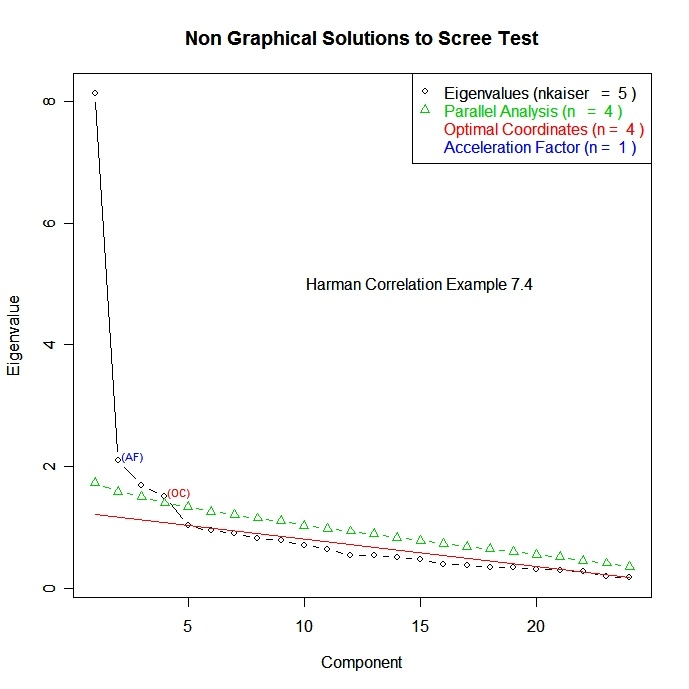 Non Graphical Solutions to Scree Test
Eigenvalues (nkaiser = 5 )
Parallel Analysis (n = 4 )
Optimal Coordinates (n = 4 )
Acceleration Factor (n = 1 )
Harman Correlation Example 7.4
(AF)
(OC)
Eigenvalue
8
6
4
2
0
5 10 15 20
Component